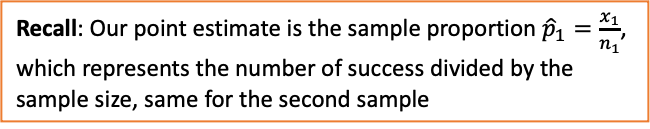 Recall: Our point estimate is the sample proportion p̂₁ = x₁/n₁,
which represents the number of success divided by the
sample size, same for the second sample